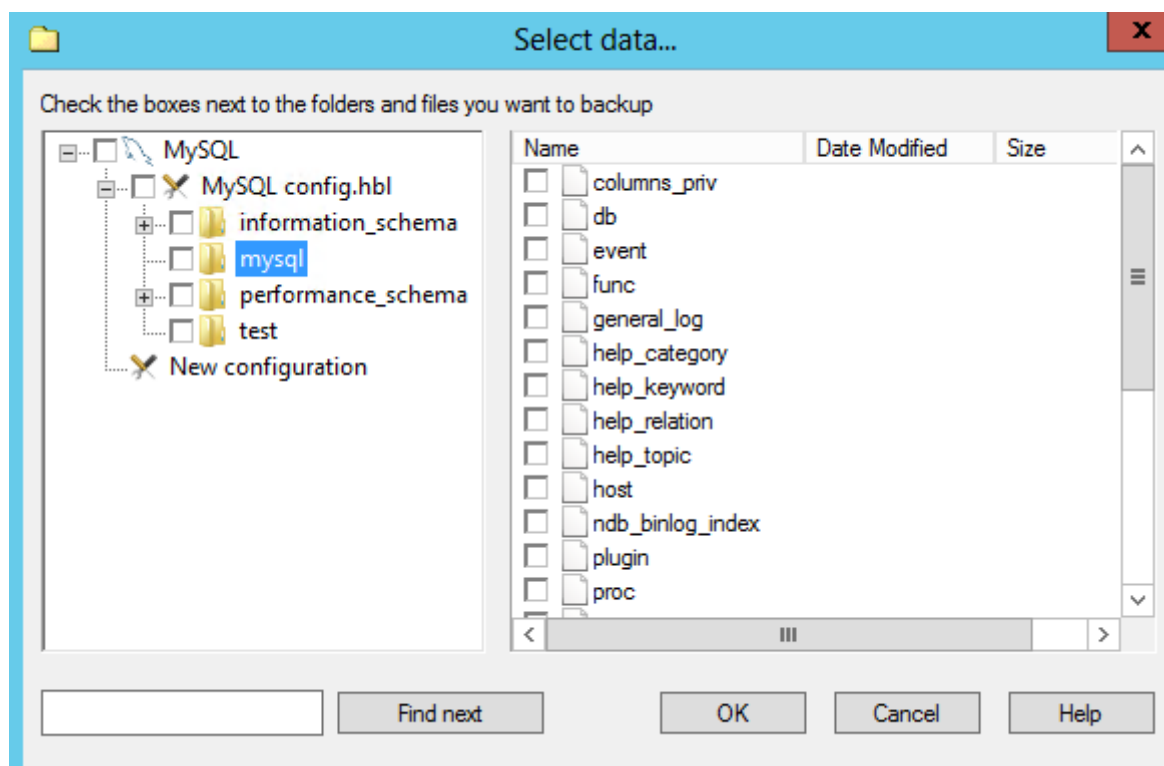 Select data...
x
Check the boxes next to the folders and files you want to backup
MySQL
MySQL config.hbl
information_schema
mysql
performance_schema
test
New configuration
Name Date Modified Size
columns_priv
db
event
func
general_log
help_category
help_keyword
help_relation
help_topic
host
ndb_binlog_index
plugin
proc
Find next OK Cancel Help